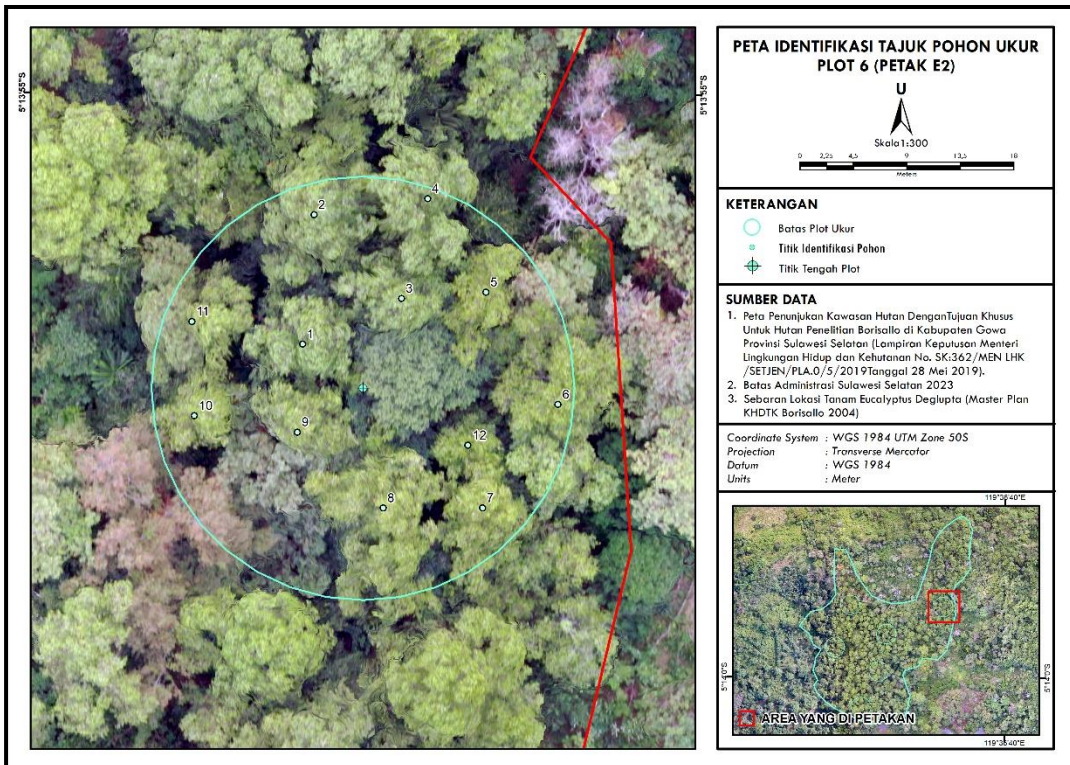 5°13'55"S
5°13'55"S
4
2
5
3
11
1
6
10
9
12
8
7
PETA IDENTIFIKASI TAJUK POHON UKUR
PLOT 6 (PETAK E2)
U
Skala 1:300
0 2,25 4,5 9 13,5 18
Meters
KETERANGAN
Batas Plot Ukur
Titik Identifikasi Pohon
Titik Tengah Plot
SUMBER DATA
1. Peta Penunjukan Kawasan Hutan DenganTujuan Khusus
Untuk Hutan Penelitian Borisallo di Kabupaten Gowa
Provinsi Sulawesi Selatan (Lampiran Keputusan Menteri
Lingkungan Hidup dan Kehutanan No. SK:362/MEN LHK
/SETJEN/PLA.0/5/2019Tanggal 28 Mei 2019).
2. Batas Administrasi Sulawesi Selatan 2023
3. Sebaran Lokasi Tanam Eucalyptus Deglupta (Master Plan
KHDTK Borisallo 2004)
Coordinate System : WGS 1984 UTM Zone 50S
Projection : Transverse Mercator
Datum : WGS 1984
Units : Meter
119°38'40"E
5°14'0"S
5°14'0"S
AREA YANG DI PETAKAN
119°38'40"E